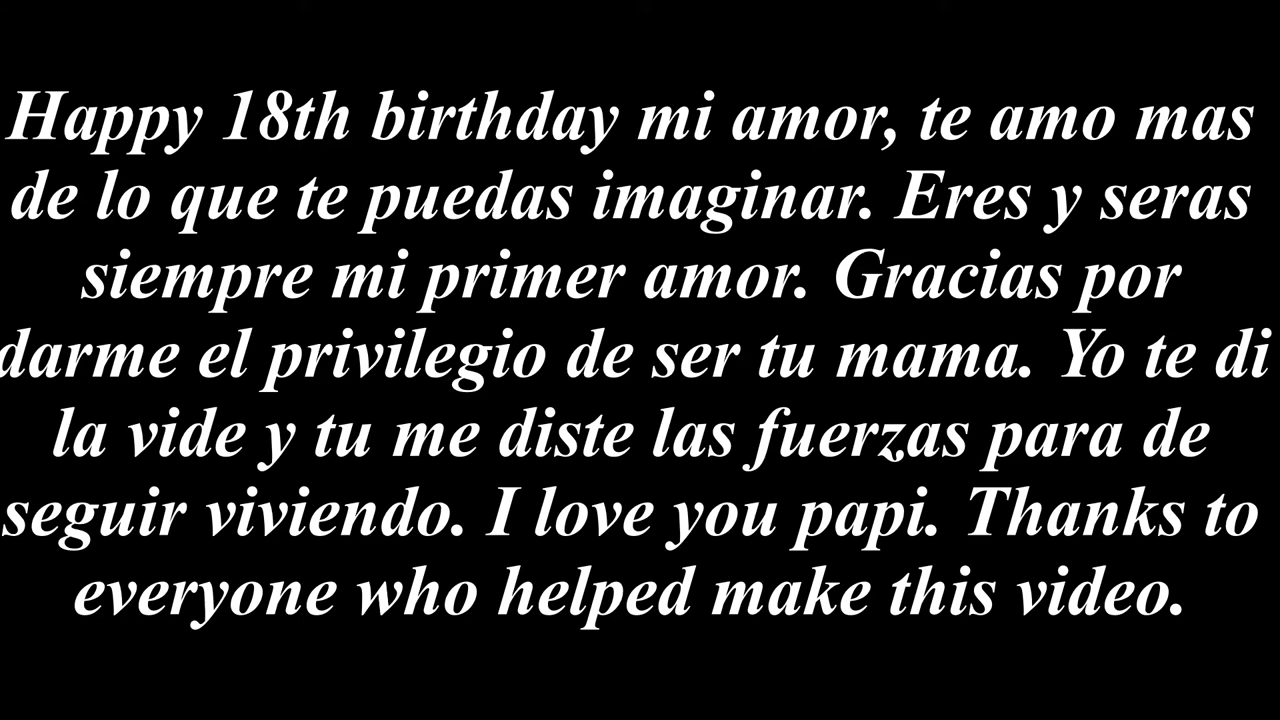 Happy 18th birthday mi amor, te amo mas
de lo que te puedas imaginar. Eres y seras
siempre mi primer amor. Gracias por
darme el privilegio de ser tu mama. Yo te di
la vide y tu me diste las fuerzas para de
seguir viviendo. I love you papi. Thanks to
everyone who helped make this video.